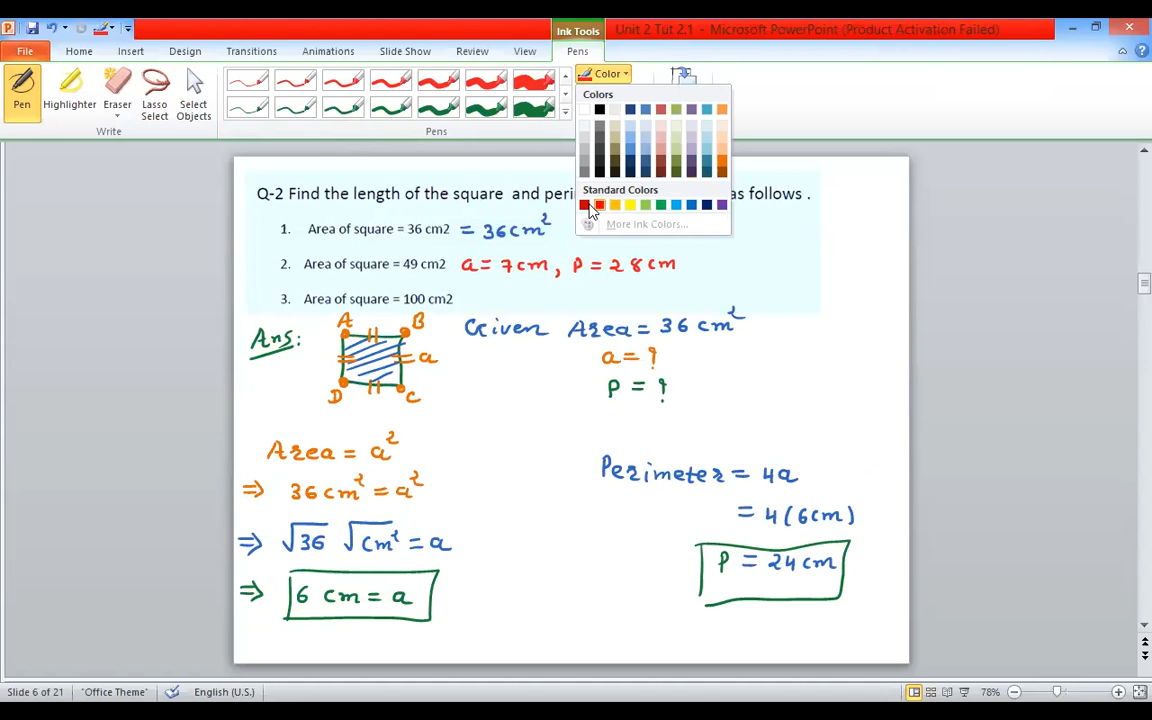 Ink Tools
Unit 2 Tut 2.1 - Microsoft PowerPoint (Product Activation Failed)
File Home Insert Design Transitions Animations Slide Show Review View Pens
Color
Pen Highlighter Eraser Lasso Select Select Objects
Write
Pens
Colors
Standard Colors
More Ink Colors...
Q-2 Find the length of the square and peri as follows .
1. Area of square = 36 cm2 = 36cm²
2. Area of square = 49 cm2 a = 7cm, P = 28cm
3. Area of square = 100 cm2
Ans:
A B
Given Area = 36 cm²
a
a = ?
D C
P = ?
Area = a²
⇒ 36cm² = a²
⇒ √36 √cm² = a
⇒ 6 cm = a
Perimeter = 4a
= 4(6cm)
P = 24cm
Slide 6 of 21 "Office Theme" English (U.S.) 78%